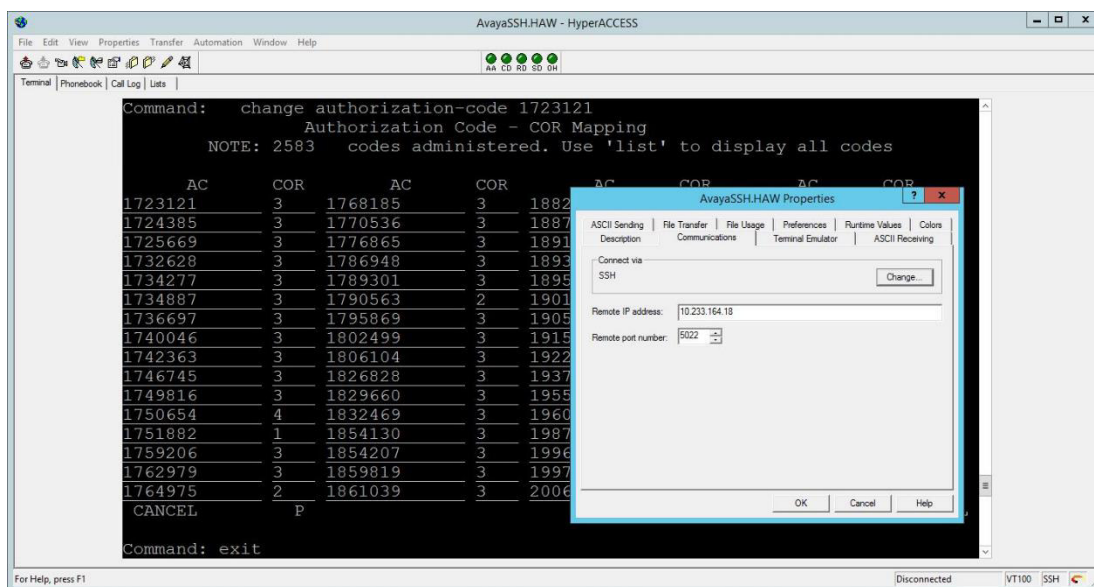 AvayaSSH.HAW - HyperACCESS
File Edit View Properties Transfer Automation Window Help
AA CD RD SD OH
Terminal Phonebook Call Log Lists
Command: change authorization-code 1723121
Authorization Code - COR Mapping
NOTE: 2583 codes administered. Use 'list' to display all codes
AC COR AC COR AC COR AC COR
1723121 3 1768185 3 1882
1724385 3 1770536 3 1887
1725669 3 1776865 3 1891
1732628 3 1786948 3 1893
1734277 3 1789301 3 1895
1734887 3 1790563 2 1901
1736697 3 1795869 3 1905
1740046 3 1802499 3 1915
1742363 3 1806104 3 1922
1746745 3 1826828 3 1937
1749816 3 1829660 3 1955
1750654 4 1832469 3 1960
1751882 1 1854130 3 1987
1759206 3 1854207 3 1996
1762979 3 1859819 3 1997
1764975 2 1861039 3 2006
CANCEL P
Command: exit
AvayaSSH.HAW Properties
ASCII Sending File Transfer File Usage Preferences Runtime Values Colors
Description Communications Terminal Emulator ASCII Receiving
Connect via
SSH Change...
Remote IP address: 10.233.164.18
Remote port number: 5022
OK Cancel Help
For Help, press F1 Disconnected VT100 SSH